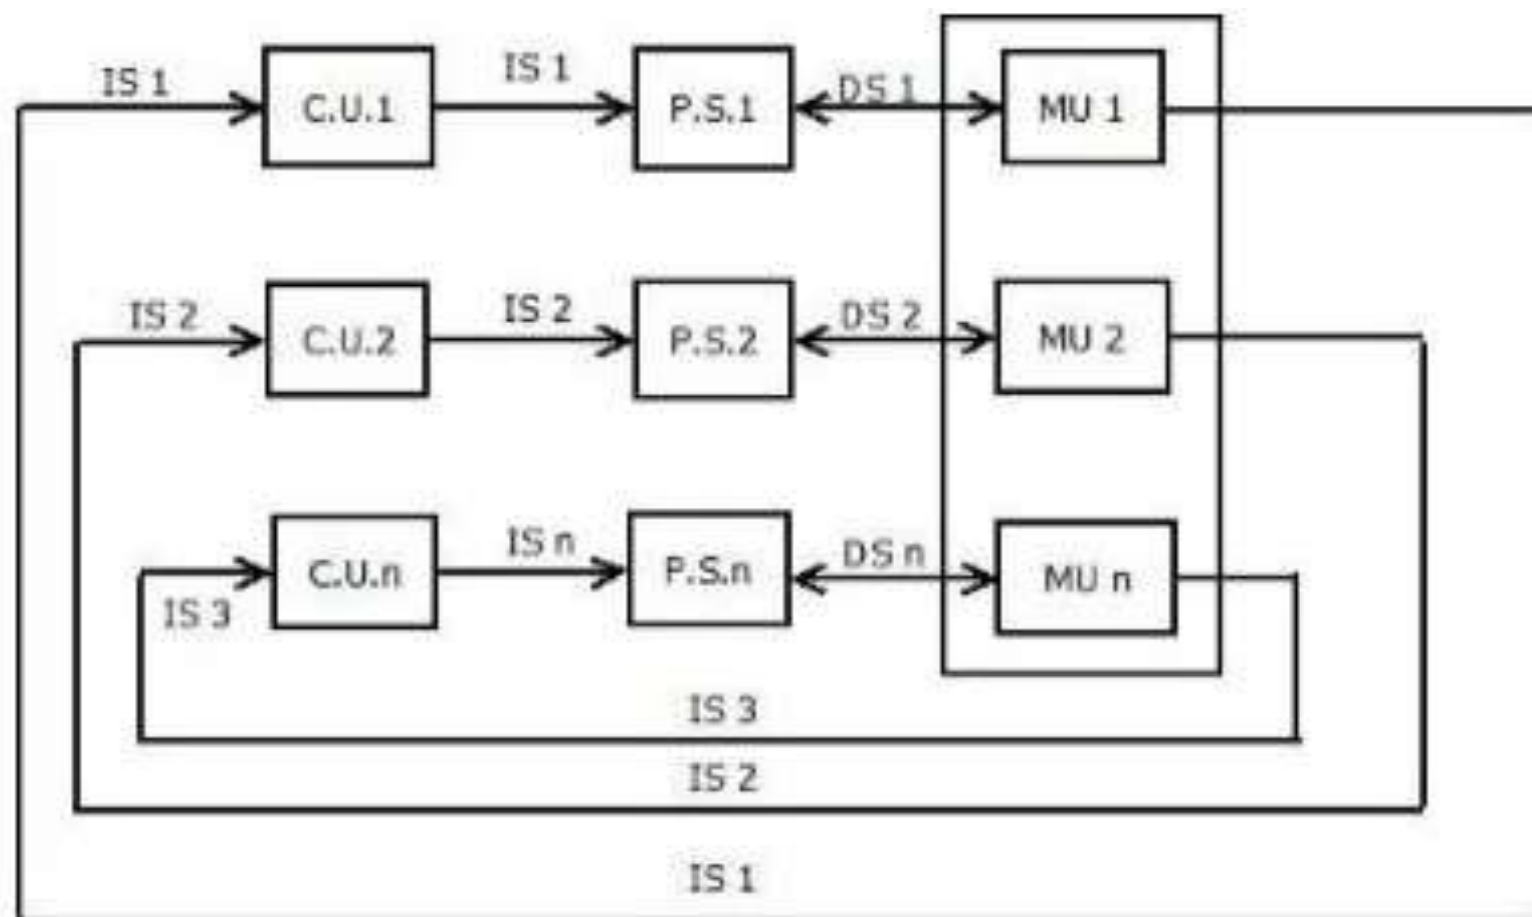 IS 1
C.U.1
IS 1
P.S.1
DS 1
MU 1
IS 2
C.U.2
IS 2
P.S.2
DS 2
MU 2
IS 3
C.U.n
IS n
P.S.n
DS n
MU n
IS 3
IS 2
IS 1